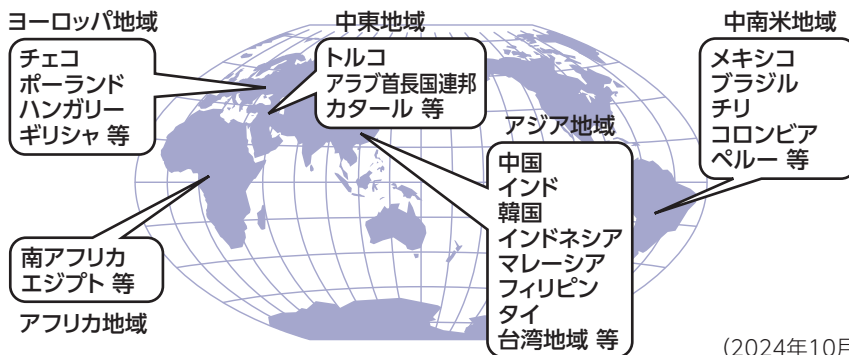 ヨーロッパ地域
チェコ
ポーランド
ハンガリー
ギリシャ 等
中東地域
トルコ
アラブ首長国連邦
カタール 等
中南米地域
メキシコ
ブラジル
チリ
コロンビア
ペルー 等
アジア地域
中国
インド
韓国
インドネシア
マレーシア
フィリピン
タイ
台湾地域 等
南アフリカ
エジプト 等
アフリカ地域
(2024年10月